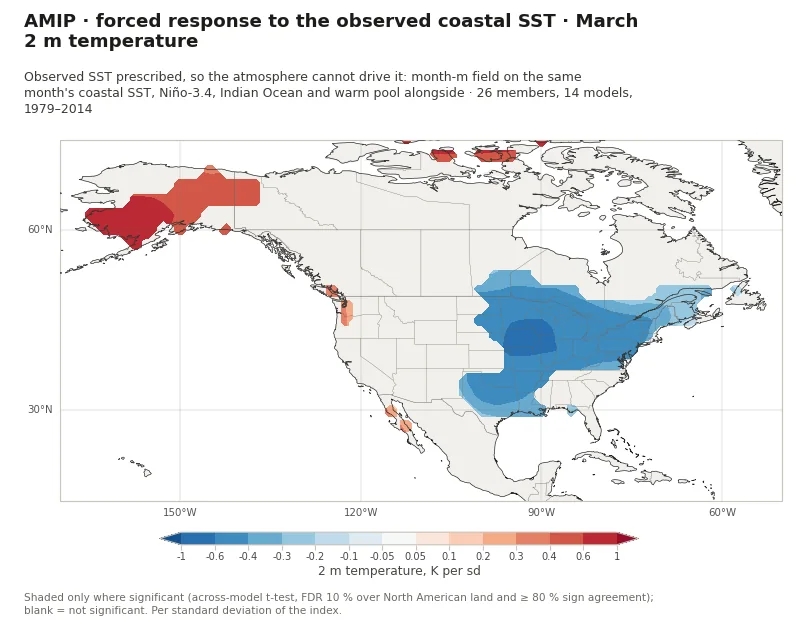 AMIP · forced response to the observed coastal SST · March
2 m temperature
Observed SST prescribed, so the atmosphere cannot drive it: month-m field on the same
month's coastal SST, Niño-3.4, Indian Ocean and warm pool alongside · 26 members, 14 models,
1979–2014
60°N
30°N
150°W 120°W 90°W 60°W
-1 -0.6 -0.4 -0.3 -0.2 -0.1 -0.05 0.05 0.1 0.2 0.3 0.4 0.6 1
2 m temperature, K per sd
Shaded only where significant (across-model t-test, FDR 10 % over North American land and ≥ 80 % sign agreement);
blank = not significant. Per standard deviation of the index.